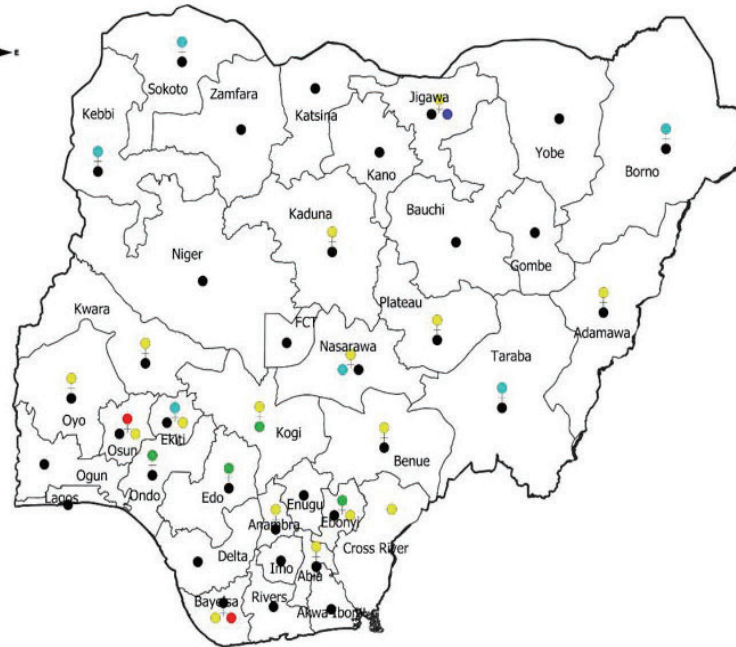 E
Sokoto
Zamfara
Kebbi
Katsina
Jigawa
Kano
Yobe
Borno
Kaduna
Bauchi
Gombe
Niger
Plateau
Adamawa
Kwara
FCT
Nasarawa
Taraba
Oyo
Osun
Ekiti
Kogi
Benue
Ogun
Lagos
Ondo
Edo
Enugu
Anambra
Ebonyi
Cross River
Delta
Imo
Abia
Bayelsa
Rivers
Akwa Ibom